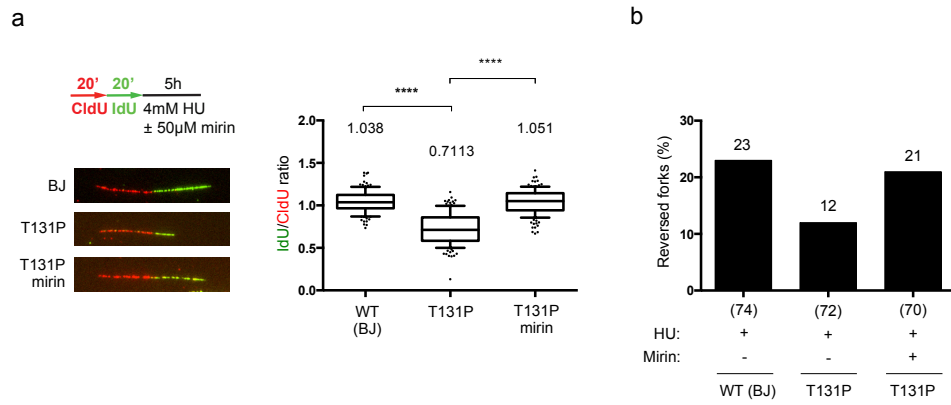 a
20' 20' 5h
CldU IdU 4mM HU
± 50µM mirin
BJ
T131P
T131P
mirin
IdU/CldU ratio
2.0
1.5
1.0
0.5
0.0
****
****
1.038
0.7113
1.051
WT
(BJ)
T131P
T131P
mirin
b
Reversed forks (%)
30
20
10
0
23
12
21
(74) (72) (70)
HU: + + +
Mirin: - - +
WT (BJ) T131P T131P